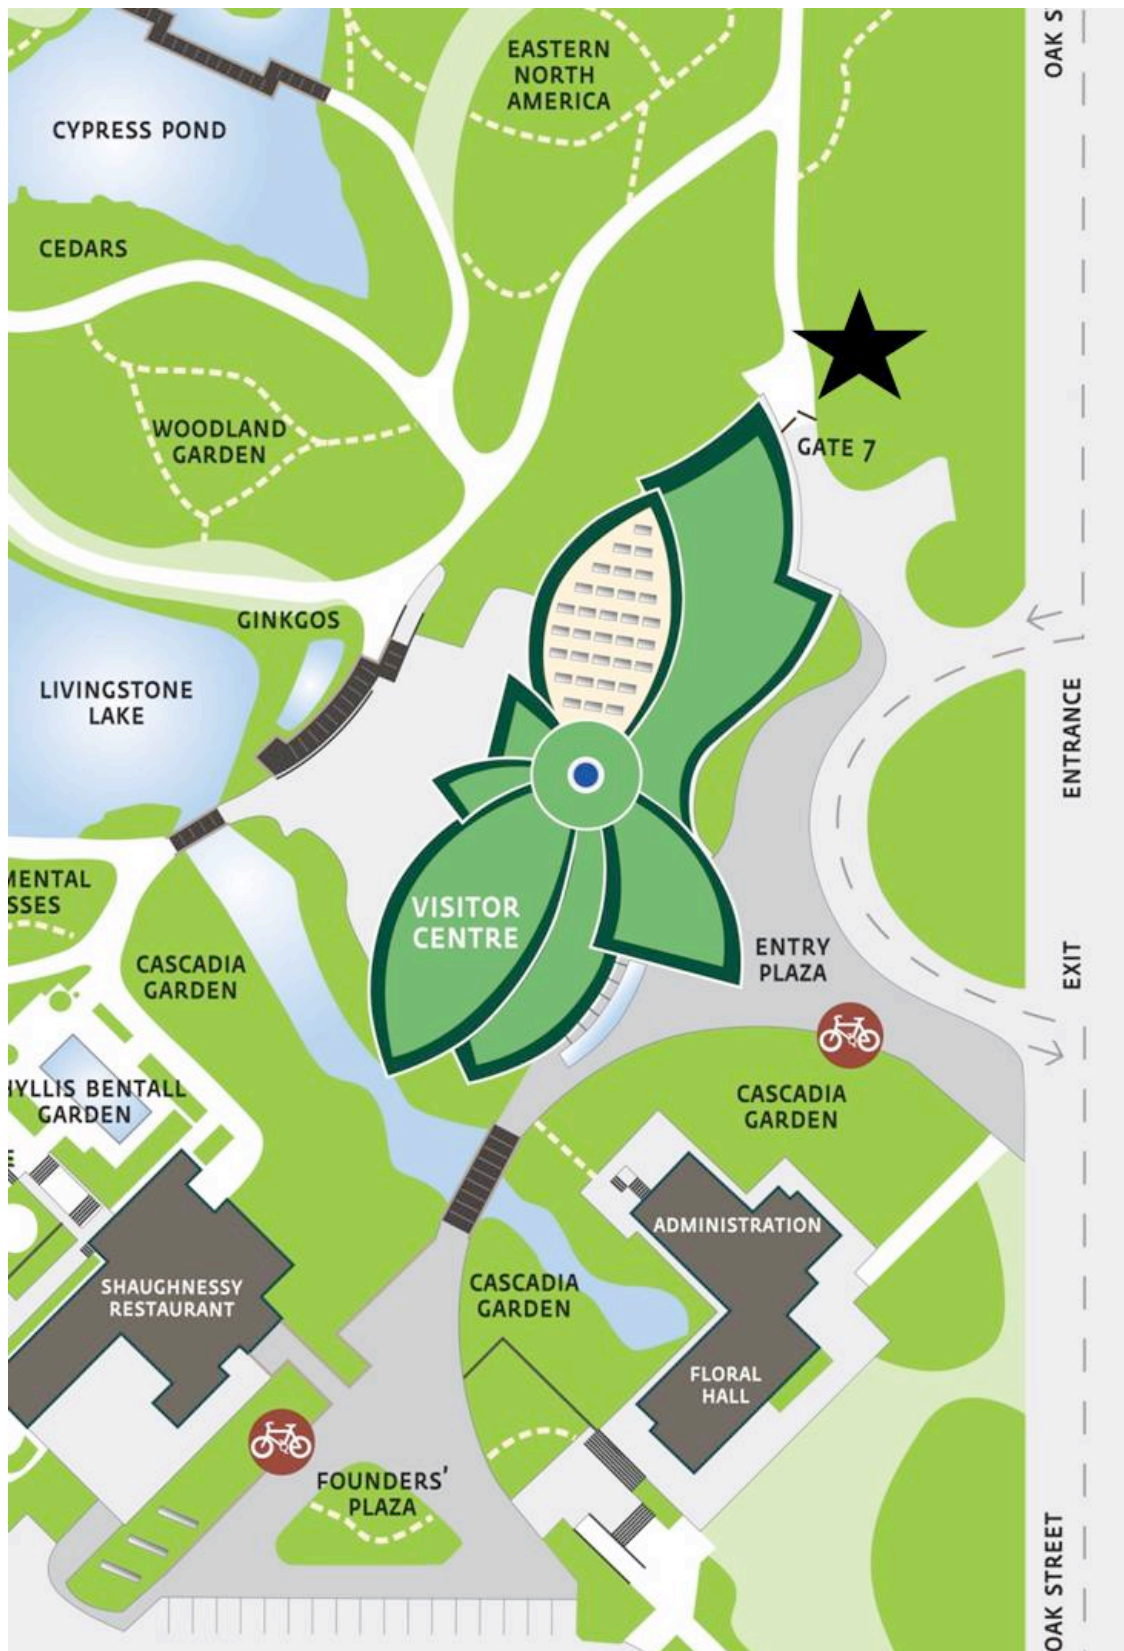 OAK S
EASTERN
NORTH
AMERICA
CYPRESS POND
CEDARS
WOODLAND
GARDEN
GATE 7
GINKGOS
LIVINGSTONE
LAKE
ENTRANCE
MENTAL
SSES
VISITOR
CENTRE
ENTRY
PLAZA
EXIT
CASCADIA
GARDEN
HYLLIS BENTALL
GARDEN
CASCADIA
GARDEN
E
ADMINISTRATION
SHAUGHNESSY
RESTAURANT
CASCADIA
GARDEN
FLORAL
HALL
FOUNDERS'
PLAZA
OAK STREET